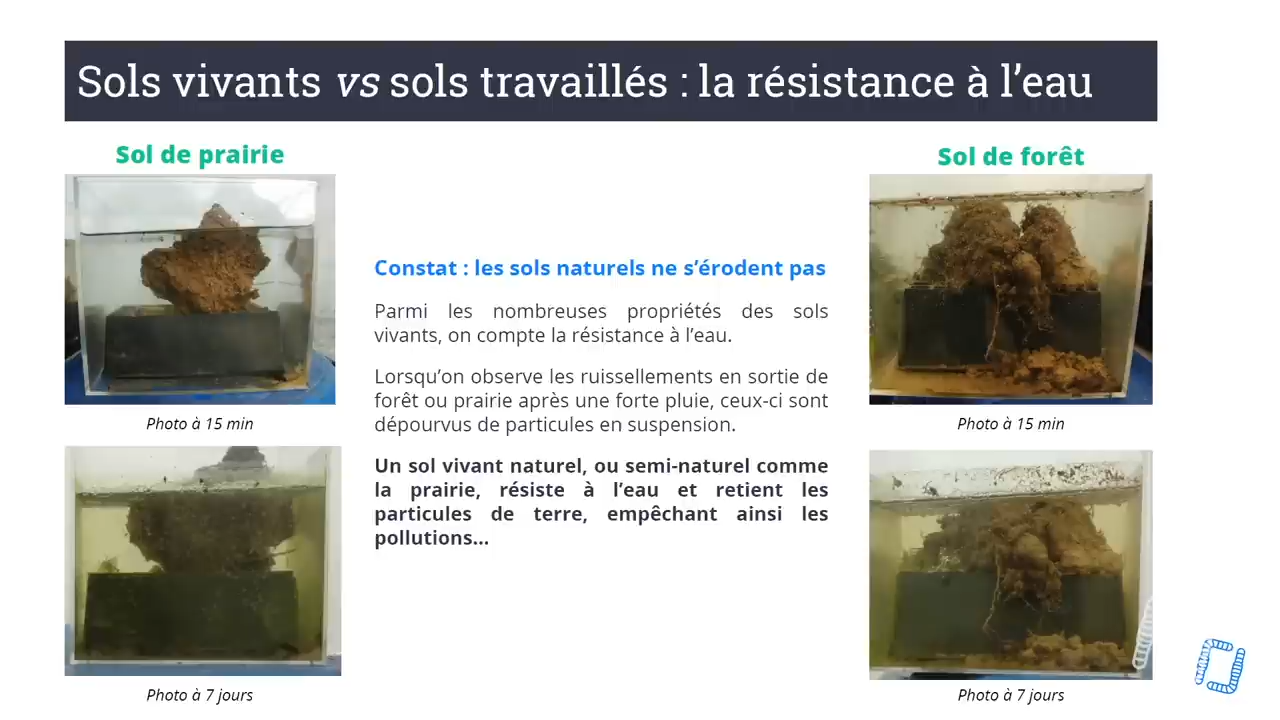 Sols vivants vs sols travaillés : la résistance à l’eau
Sol de prairie
Photo à 15 min
Photo à 7 jours
Constat : les sols naturels ne s’érodent pas
Parmi les nombreuses propriétés des sols
vivants, on compte la résistance à l’eau.
Lorsqu’on observe les ruissellements en sortie de
forêt ou prairie après une forte pluie, ceux-ci sont
dépourvus de particules en suspension.
Un sol vivant naturel, ou semi-naturel comme
la prairie, résiste à l’eau et retient les
particules de terre, empêchant ainsi les
pollutions...
Sol de forêt
Photo à 15 min
Photo à 7 jours